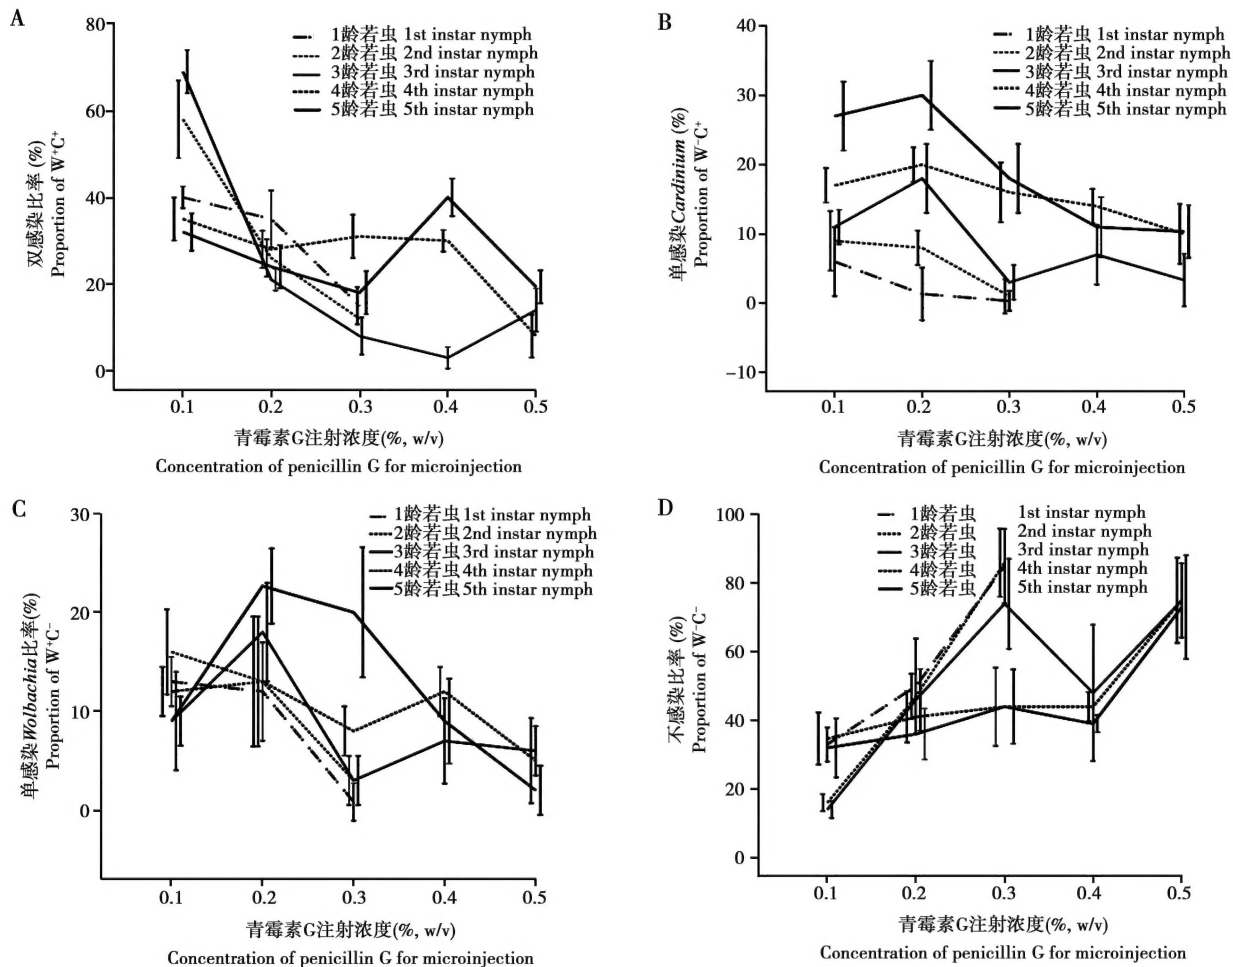 A
80
60
40
20
0
双感染比率 (%)
Proportion of W⁺C⁺
1龄若虫 1st instar nymph
2龄若虫 2nd instar nymph
3龄若虫 3rd instar nymph
4龄若虫 4th instar nymph
5龄若虫 5th instar nymph
0.1 0.2 0.3 0.4 0.5
青霉素G注射浓度(%, w/v)
Concentration of penicillin G for microinjection
B
40
30
20
10
0
−10
单感染Cardinium (%)
Proportion of W⁻C⁺
1龄若虫 1st instar nymph
2龄若虫 2nd instar nymph
3龄若虫 3rd instar nymph
4龄若虫 4th instar nymph
5龄若虫 5th instar nymph
0.1 0.2 0.3 0.4 0.5
青霉素G注射浓度(%, w/v)
Concentration of penicillin G for microinjection
C
30
20
10
0
单感染Wolbachia比率(%)
Proportion of W⁺C⁻
1龄若虫 1st instar nymph
2龄若虫 2nd instar nymph
3龄若虫 3rd instar nymph
4龄若虫 4th instar nymph
5龄若虫 5th instar nymph
0.1 0.2 0.3 0.4 0.5
青霉素G注射浓度(%, w/v)
Concentration of penicillin G for microinjection
D
100
80
60
40
20
0
不感染比率 (%)
Proportion of W⁻C⁻
1龄若虫 1st instar nymph
2龄若虫 2nd instar nymph
3龄若虫 3rd instar nymph
4龄若虫 4th instar nymph
5龄若虫 5th instar nymph
0.1 0.2 0.3 0.4 0.5
青霉素G注射浓度(%, w/v)
Concentration of penicillin G for microinjection